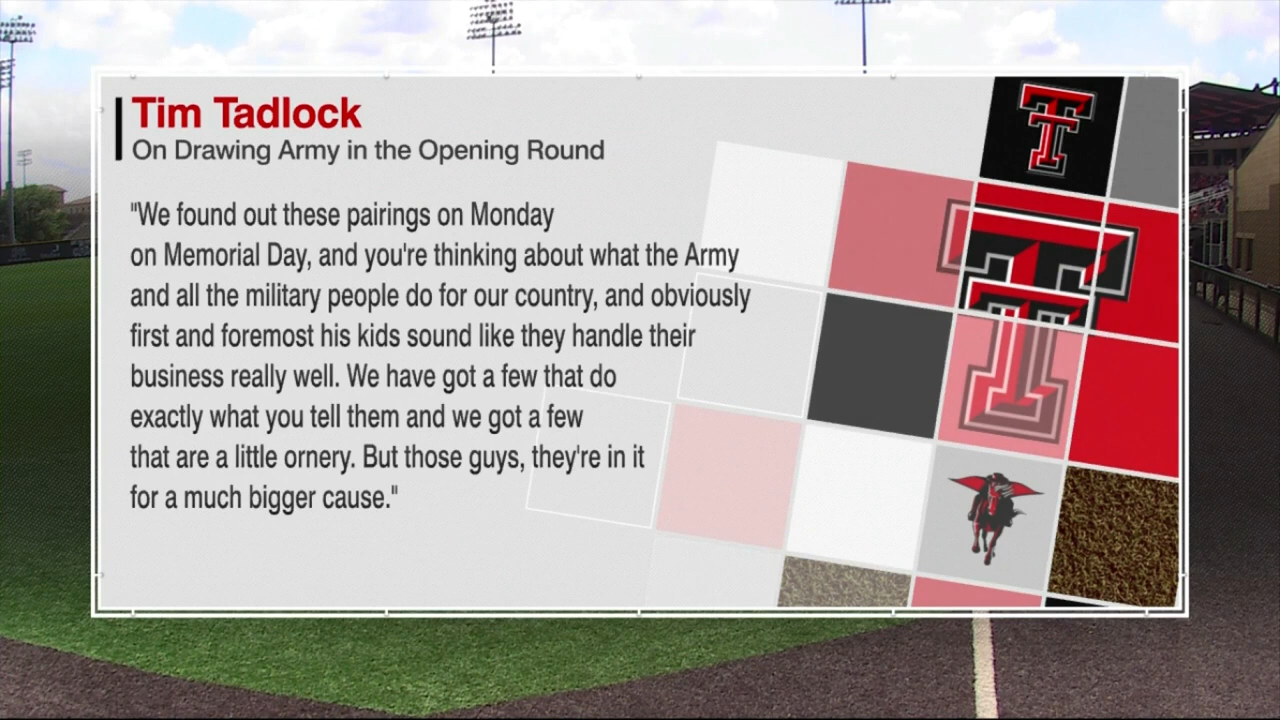 Tim Tadlock
On Drawing Army in the Opening Round
"We found out these pairings on Monday
on Memorial Day, and you're thinking about what the Army
and all the military people do for our country, and obviously
first and foremost his kids sound like they handle their
business really well. We have got a few that do
exactly what you tell them and we got a few
that are a little ornery. But those guys, they're in it
for a much bigger cause."